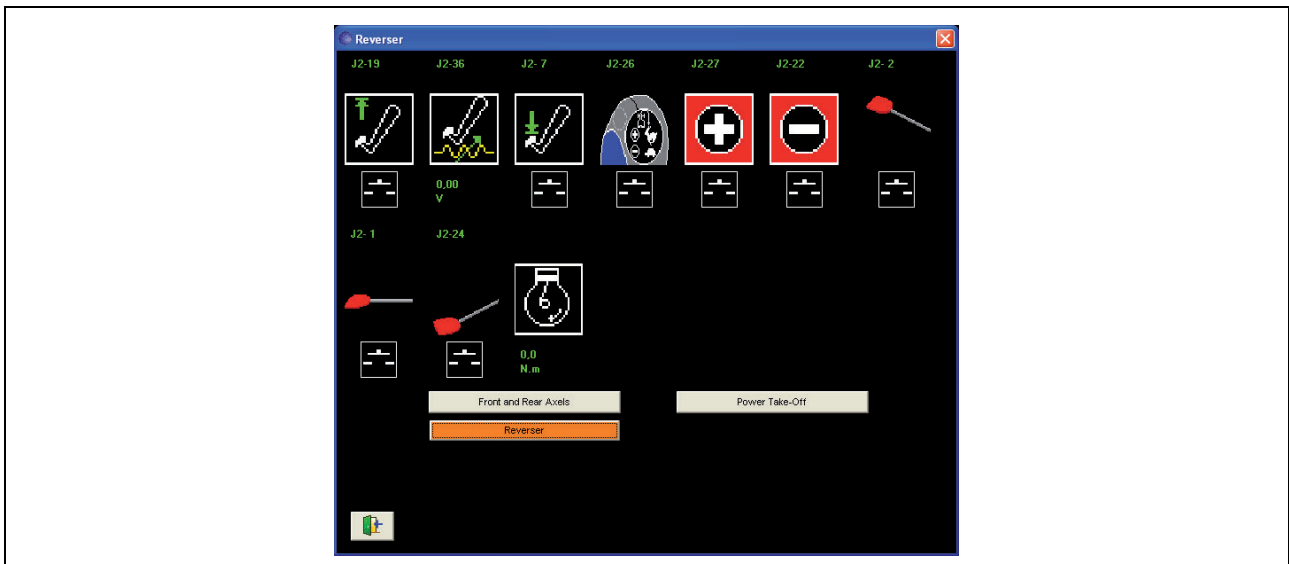 Reverser
J2-19 J2-36 J2- 7 J2-26 J2-27 J2-22 J2- 2
0,00
V
J2- 1 J2-24
6
0,0
N.m
Front and Rear Axels Power Take-Off
Reverser